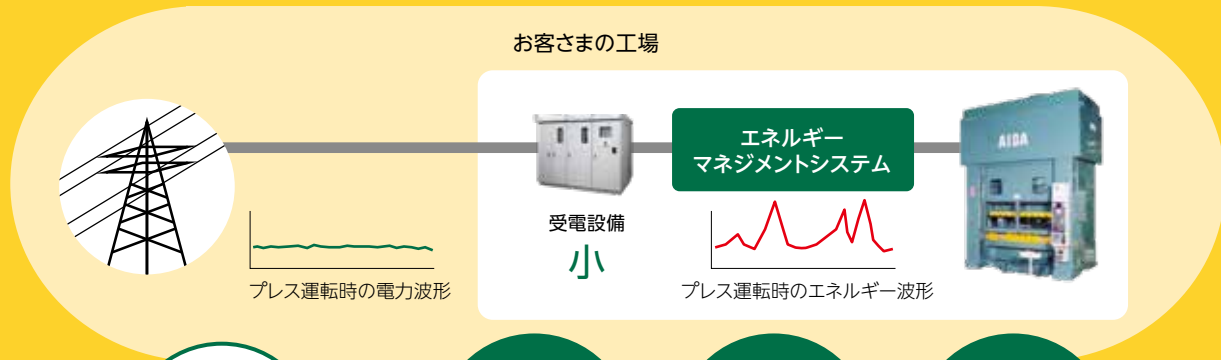 お客さまの工場
エネルギー
マネジメントシステム
AIDA
受電設備
小
プレス運転時の電力波形
プレス運転時のエネルギー波形